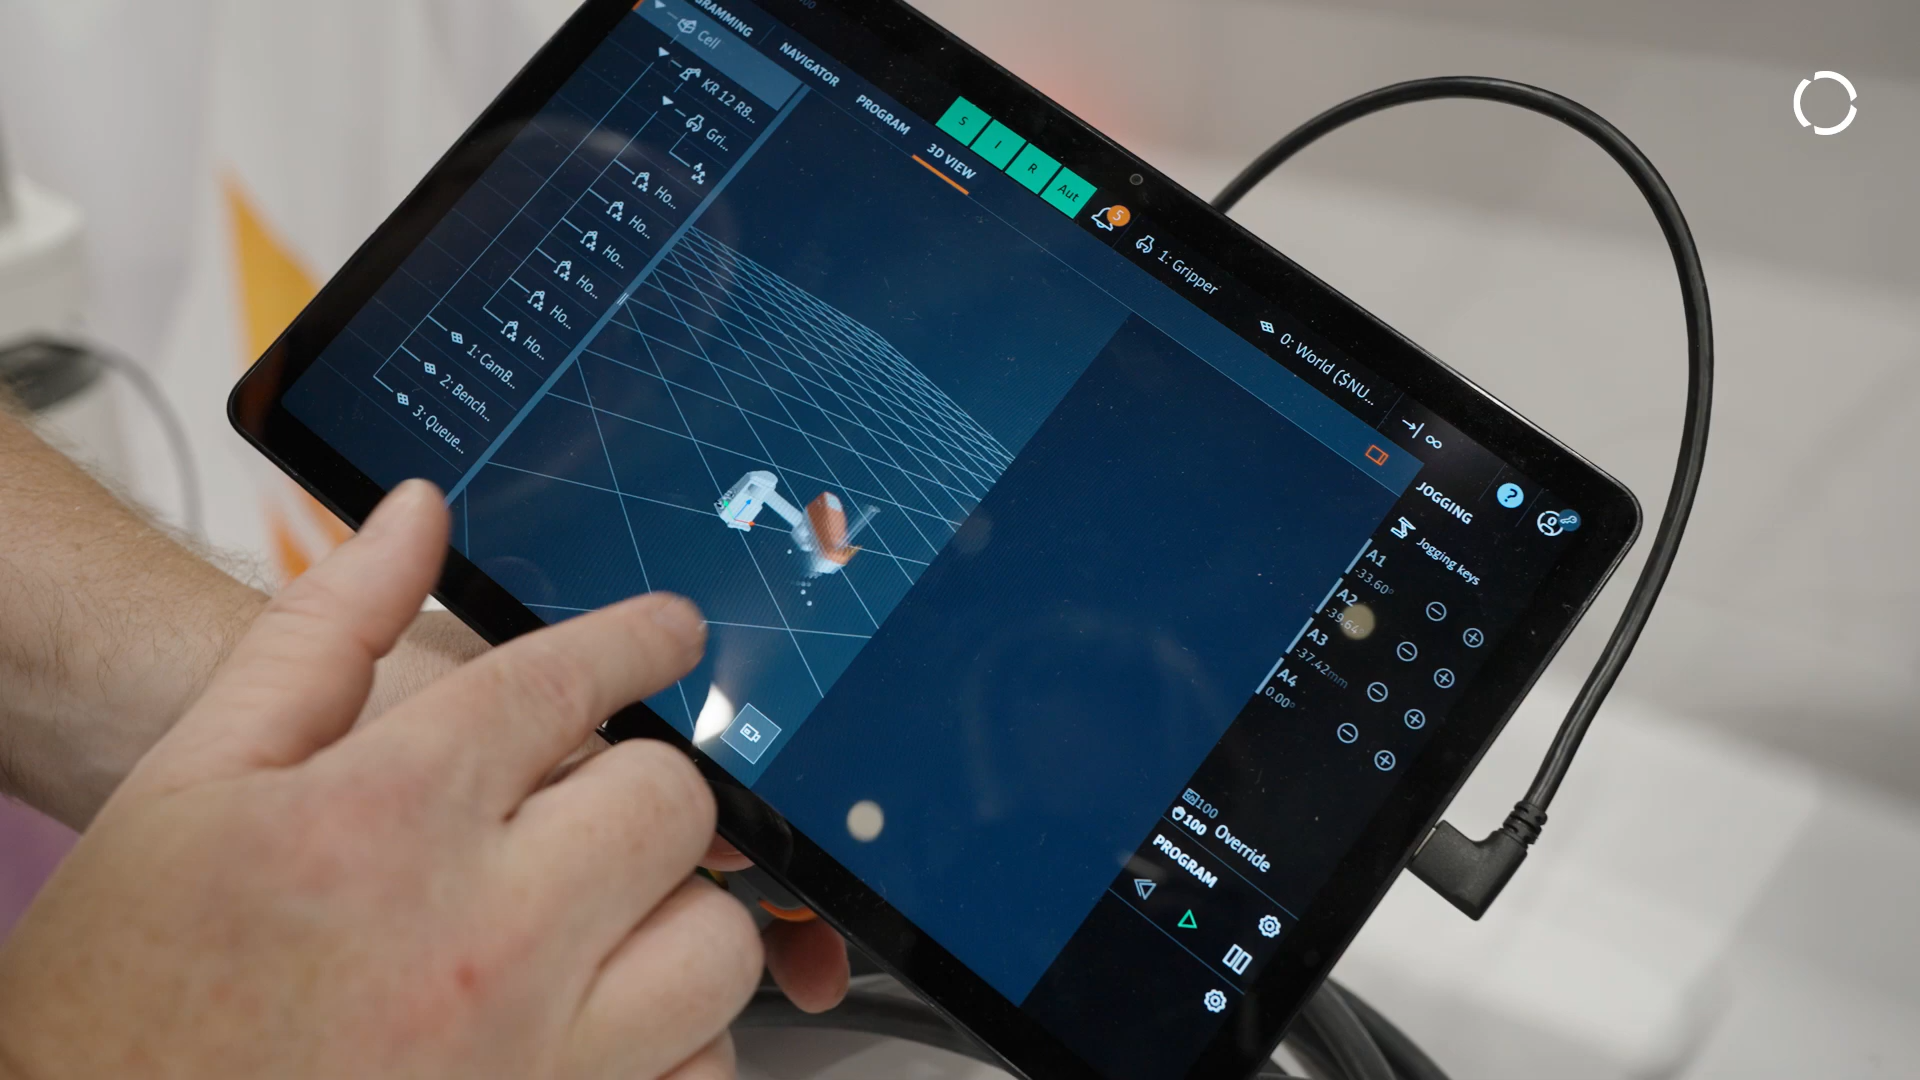 GRAMMING
NAVIGATOR
PROGRAM
3D VIEW
S
I
R
Aut
5
1: Gripper
0: World ($NU...
Cell
KR 12 R8...
Gri...
Ho...
Ho...
Ho...
Ho...
Ho...
Ho...
1: CamB...
2: Bench...
3: Queue...
?
JOGGING
Jogging keys
A1
-33.60°
A2
-39.64°
A3
-37.42mm
A4
0.00°
100
100
Override
PROGRAM